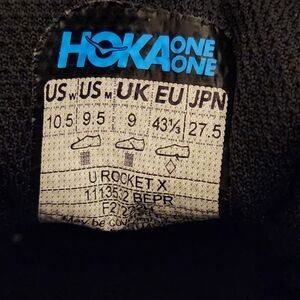 HOKA ONE ONE
US W US M UK EU JPN
10.5 9.5 9 43⅓ 27.5
U ROCKET X
BEPR